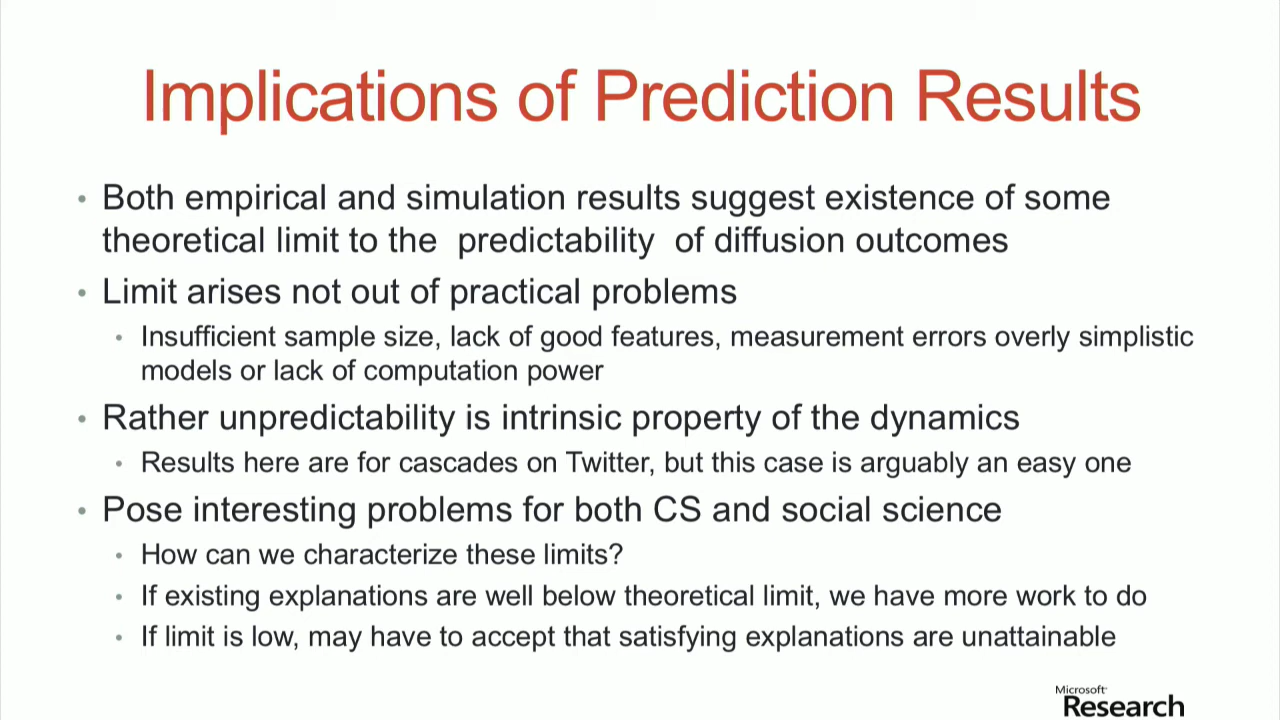 Implications of Prediction Results
• Both empirical and simulation results suggest existence of some
theoretical limit to the predictability of diffusion outcomes
• Limit arises not out of practical problems
• Insufficient sample size, lack of good features, measurement errors overly simplistic
models or lack of computation power
• Rather unpredictability is intrinsic property of the dynamics
• Results here are for cascades on Twitter, but this case is arguably an easy one
• Pose interesting problems for both CS and social science
• How can we characterize these limits?
• If existing explanations are well below theoretical limit, we have more work to do
• If limit is low, may have to accept that satisfying explanations are unattainable
Microsoft
Research